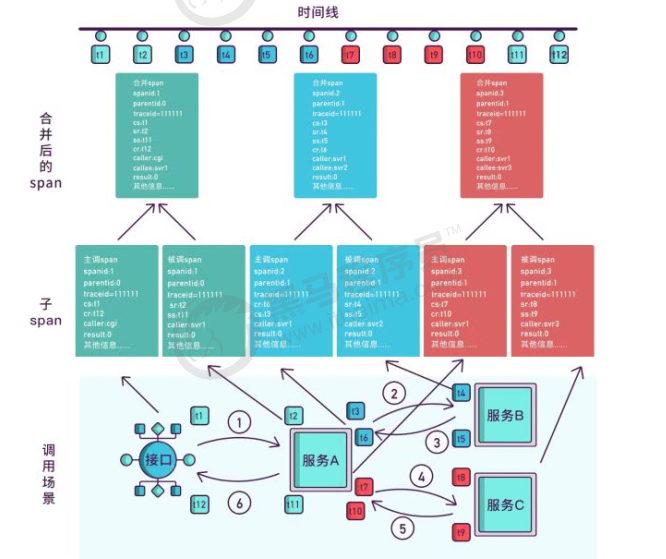 时间线
t1 t2 t3 t4 t5 t6 t7 t8 t9 t10 t11 t12
合并后的span
合并span
spanid:1
parentid:0
traceid=111111
cs:t1
sr:t2
ss:t11
cr:t12
caller:cgi
callee:svr1
result:0
其他信息......
合并span
spanid:2
parentid:1
traceid=111111
cs:t3
sr:t4
ss:t5
cr:t6
caller:svr1
callee:svr2
result:0
其他信息......
合并span
spanid:3
parentid:1
traceid=111111
cs:t7
sr:t8
ss:t9
cr:t10
caller:svr1
callee:svr3
result:0
其他信息......
子span
主调span
spanid:1
parentid:0
traceid=111111
cs:t1
cr:t12
caller:cgi
result:0
其他信息......
被调span
spanid:1
parentid:0
traceid=111111
sr:t2
ss:t11
caller:svr1
result:0
其他信息......
主调span
spanid:2
parentid:1
traceid=111111
cr:t6
cs:t3
caller:svr1
result:0
其他信息......
被调span
spanid:2
parentid:1
traceid=111111
sr:t4
ss:t5
caller:svr2
result:0
其他信息......
主调span
spanid:3
parentid:1
traceid=111111
cs:t7
cr:t10
caller:svr1
result:0
其他信息......
被调span
spanid:3
parentid:1
traceid=111111
sr:t8
ss:t9
caller:svr3
result:0
其他信息......
调用场景
接口
t1
t12
1
6
t2
服务A
t11
t3
t6
t7
t10
2
3
4
5
t4
t5
服务B
t8
t9
服务C